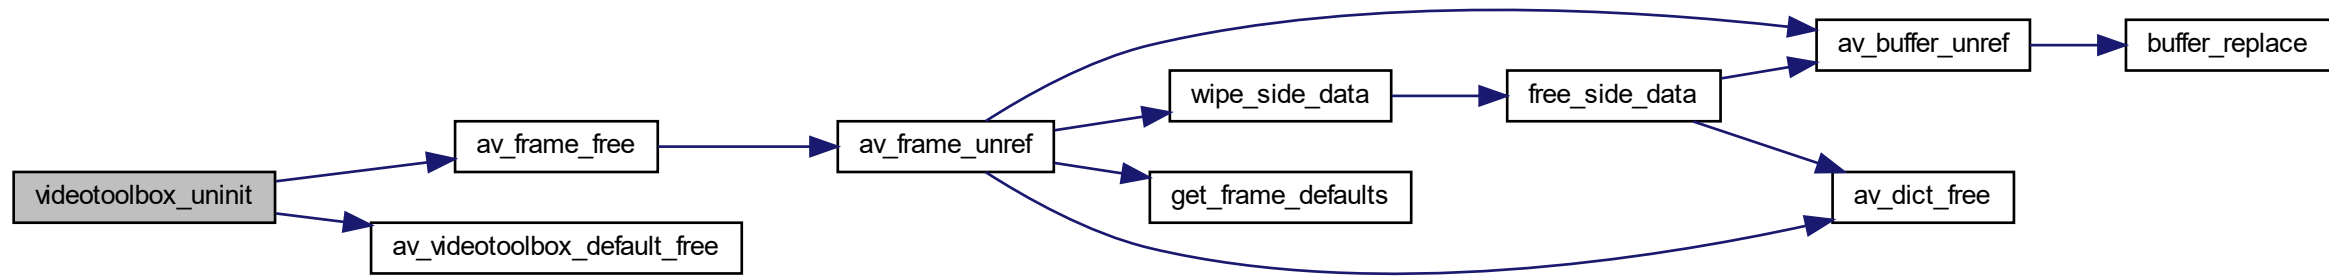 videotoolbox_uninit
av_frame_free
av_videotoolbox_default_free
av_frame_unref
wipe_side_data
get_frame_defaults
free_side_data
av_buffer_unref
av_dict_free
buffer_replace